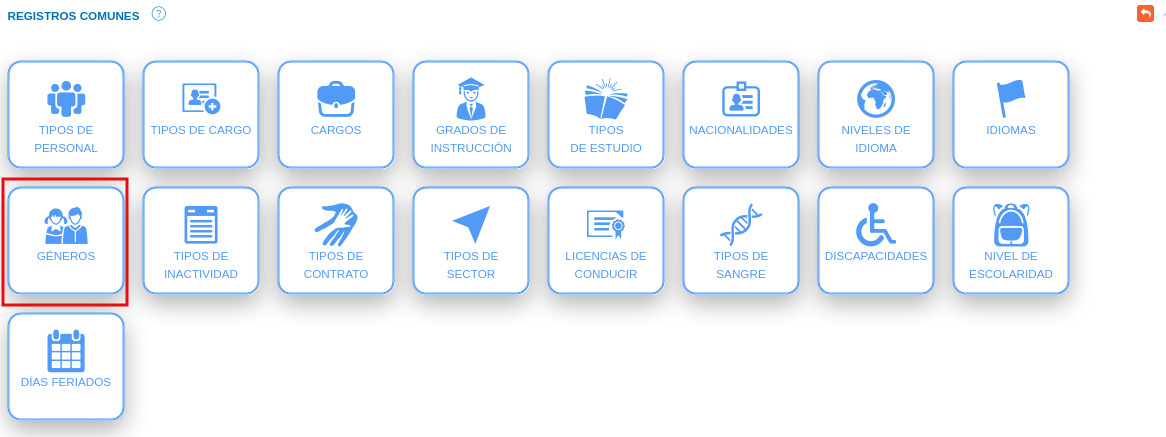 REGISTROS COMUNES ?
TIPOS DE
PERSONAL
TIPOS DE CARGO
CARGOS
GRADOS DE
INSTRUCCIÓN
TIPOS
DE ESTUDIO
NACIONALIDADES
NIVELES DE
IDIOMA
IDIOMAS
GÉNEROS
TIPOS DE
INACTIVIDAD
TIPOS DE
CONTRATO
TIPOS DE
SECTOR
LICENCIAS DE
CONDUCIR
TIPOS DE
SANGRE
DISCAPACIDADES
NIVEL DE
ESCOLARIDAD
DÍAS FERIADOS